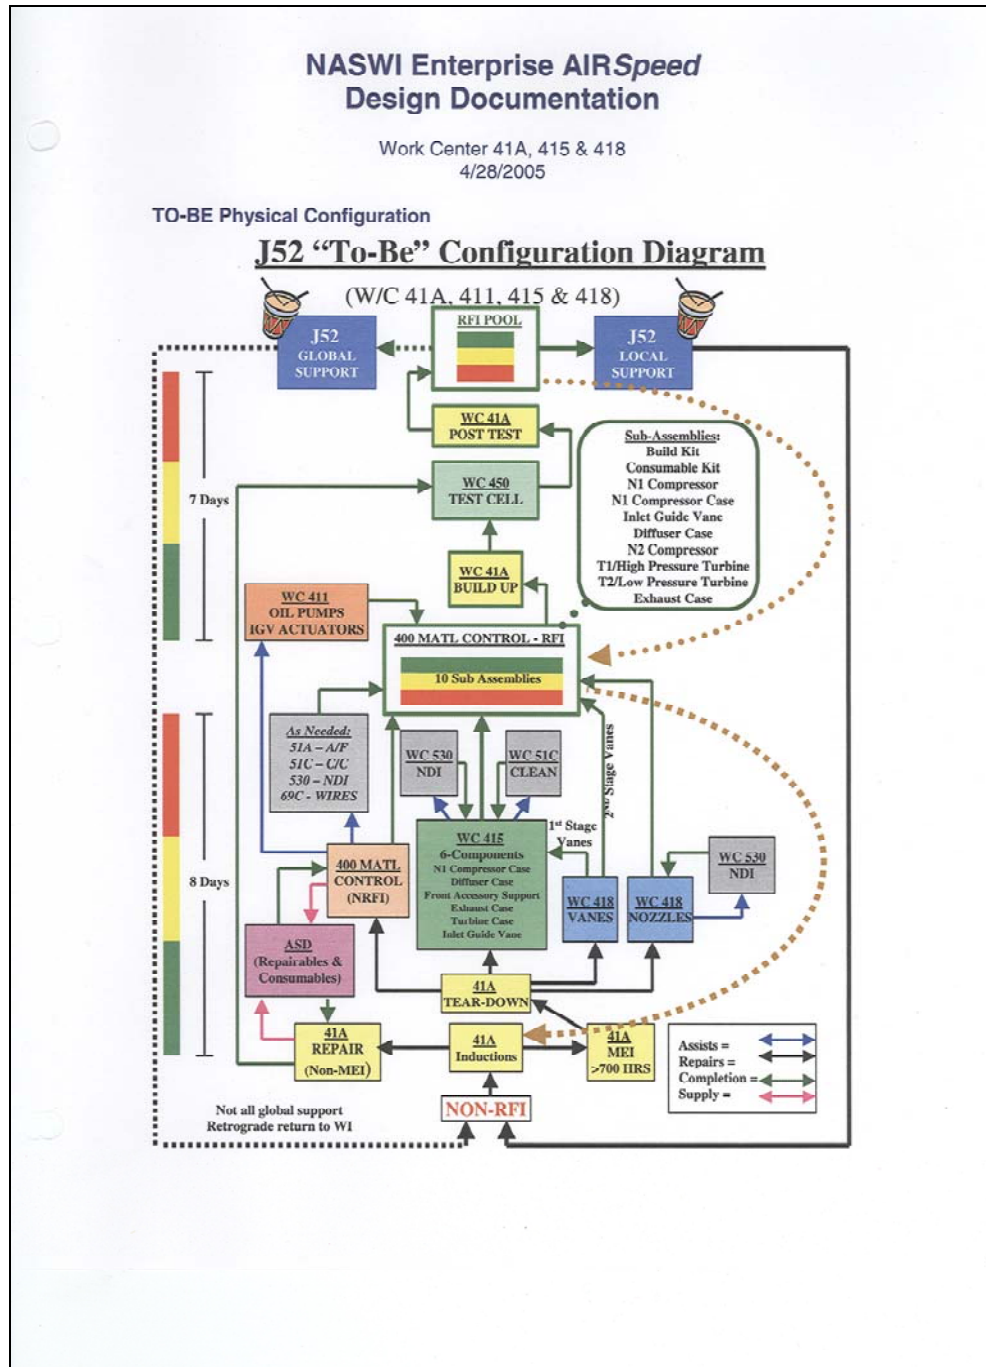 NASWI Enterprise AIRSpeed
Design Documentation
Work Center 41A, 415 & 418
4/28/2005
TO-BE Physical Configuration
J52 “To-Be” Configuration Diagram
(W/C 41A, 411, 415 & 418)
J52
GLOBAL
SUPPORT
RFI POOL
J52
LOCAL
SUPPORT
WC 41A
POST TEST
Sub-Assemblies:
Build Kit
Consumable Kit
N1 Compressor
N1 Compressor Case
Inlet Guide Vane
Diffuser Case
N2 Compressor
T1/High Pressure Turbine
T2/Low Pressure Turbine
Exhaust Case
WC 450
TEST CELL
7 Days
WC 41A
BUILD UP
WC 411
OIL PUMPS
IGV ACTUATORS
400 MATL CONTROL - RFI
10 Sub Assemblies
As Needed:
51A – A/F
51C – C/C
530 – NDI
69C - WIRES
WC 530
NDI
WC 51C
CLEAN
2ND Stage Vanes
1st Stage
Vanes
WC 415
6-Components
N1 Compressor Case
Diffuser Case
Front Accessory Support
Exhaust Case
Turbine Case
Inlet Guide Vane
400 MATL
CONTROL
(NRFI)
WC 530
NDI
WC 418
VANES
WC 418
NOZZLES
8 Days
ASD
(Repairables &
Consumables)
41A
TEAR-DOWN
41A
REPAIR
(Non-MEI)
41A
Inductions
41A
MEI
>700 HRS
Assists =
Repairs =
Completion =
Supply =
Not all global support
Retrograde return to WI
NON-RFI